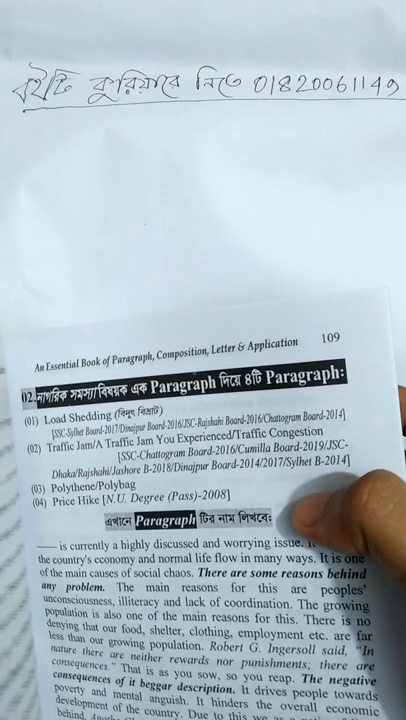 বইটি কুরিয়ারে নিতে 01820061149
An Essential Book of Paragraph, Composition, Letter & Application 109
02.নাগরিক সমস্যা বিষয়ক এক Paragraph দিয়ে ৪টি Paragraph:
(01) Load Shedding (বিদ্যুৎ বিভ্রাট)
[SSC-Sylhet Board-2017/Dinajpur Board-2016/JSC-Rajshahi Board-2016/Chattogram Board-2014]
(02) Traffic Jam/A Traffic Jam You Experienced/Traffic Congestion
[SSC-Chattogram Board-2016/Cumilla Board-2019/JSC-
Dhaka/Rajshahi/Jashore B-2018/Dinajpur Board-2014/2017/Sylhet B-2014]
(03) Polythene/Polybag
(04) Price Hike [N.U. Degree (Pass)-2008]
এখানে Paragraph টির নাম লিখবে:
—— is currently a highly discussed and worrying issue.
the country's economy and normal life flow in many ways. It is one
of the main causes of social chaos. There are some reasons behind
any problem. The main reasons for this are peoples'
unconsciousness, illiteracy and lack of coordination. The growing
population is also one of the main reasons for this. There is no
denying that our food, shelter, clothing, employment etc. are far
less than our growing population. Robert G. Ingersoll said, "In
nature there are neither rewards nor punishments; there are
consequences." That is as you sow, so you reap. The negative
consequences of it beggar description. It drives people towards
poverty and mental anguish. It hinders the overall economic
development of the country. Due to this we
behind.